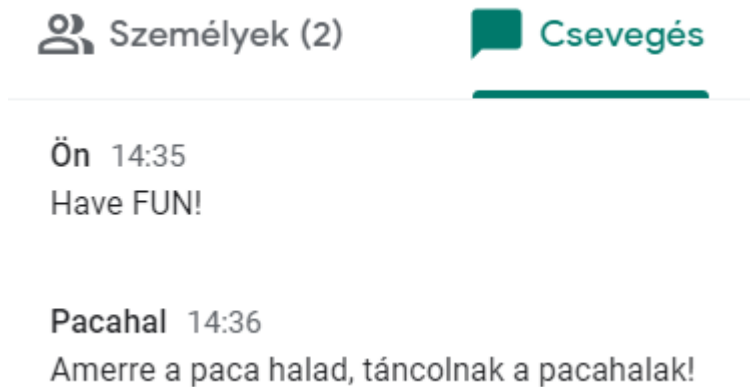 Személyek (2) Csevegés
Ön 14:35
Have FUN!
Pacahal 14:36
Amerre a paca halad, táncolnak a pacahalak!